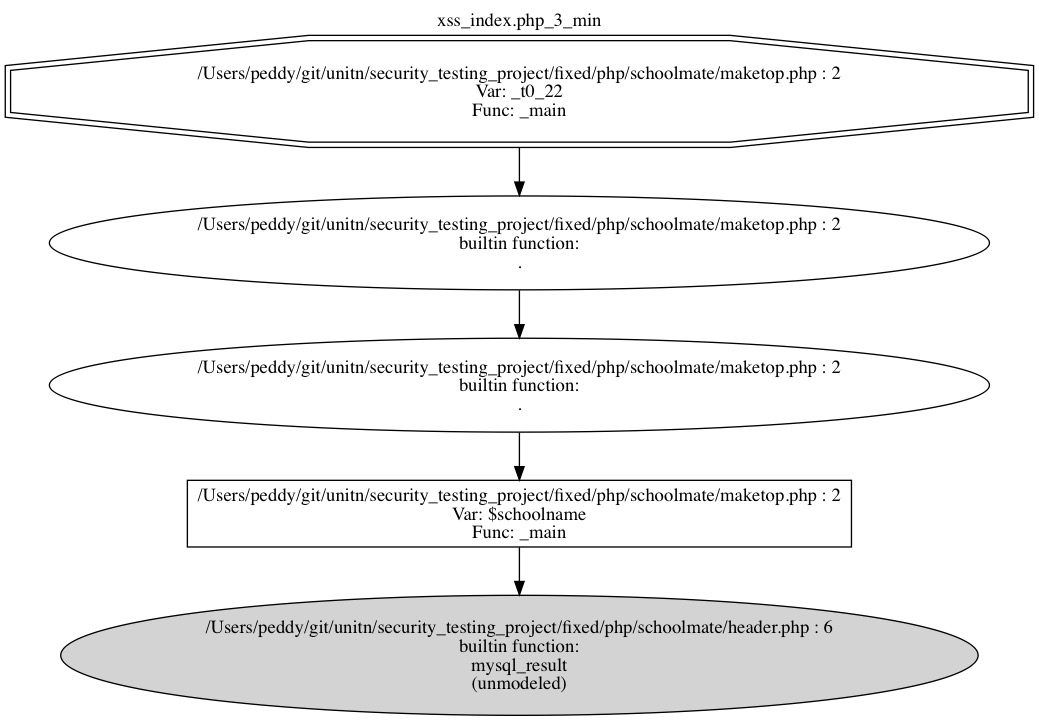 xss_index.php_3_min
/Users/peddy/git/unitn/security_testing_project/fixed/php/schoolmate/maketop.php : 2
Var: _t0_22
Func: _main
/Users/peddy/git/unitn/security_testing_project/fixed/php/schoolmate/maketop.php : 2
builtin function:
.
/Users/peddy/git/unitn/security_testing_project/fixed/php/schoolmate/maketop.php : 2
builtin function:
.
/Users/peddy/git/unitn/security_testing_project/fixed/php/schoolmate/maketop.php : 2
Var: $schoolname
Func: _main
/Users/peddy/git/unitn/security_testing_project/fixed/php/schoolmate/header.php : 6
builtin function:
mysql_result
(unmodeled)